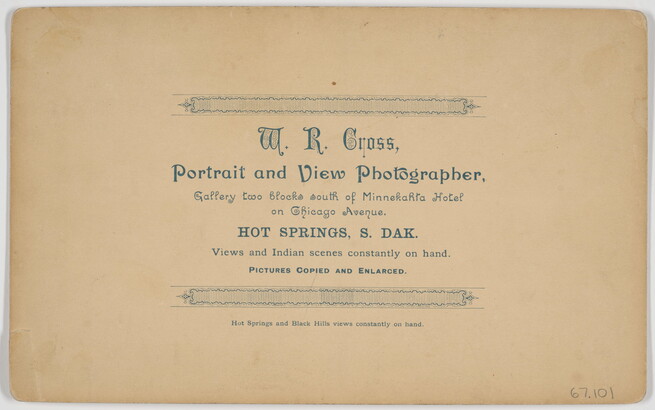 W. R. Cross,
Portrait and View Photographer,
Gallery two blocks south of Minnekahta Hotel
on Chicago Avenue.
HOT SPRINGS, S. DAK.
Views and Indian scenes constantly on hand.
PICTURES COPIED AND ENLARGED.
Hot Springs and Black Hills views constantly on hand.
67.101